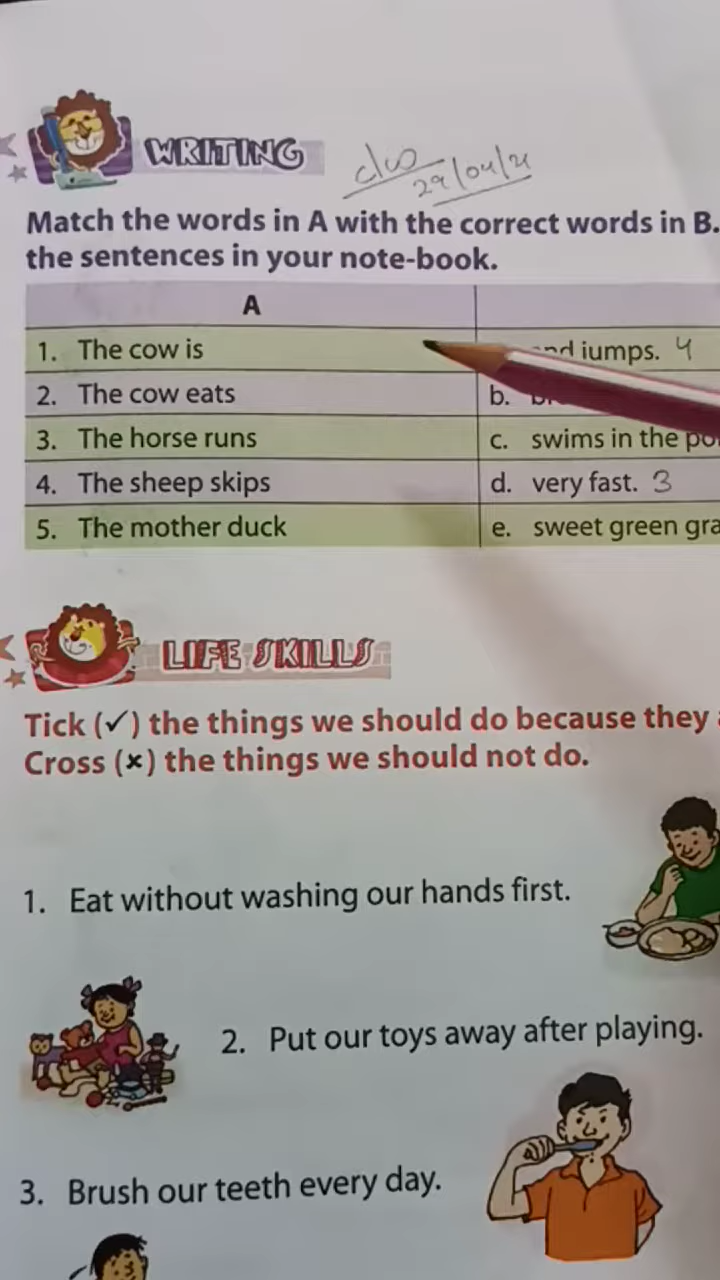 WRITING
c/w
29/04/21
Match the words in A with the correct words in B.
the sentences in your note-book.
A
1. The cow is
jumps. 4
2. The cow eats
b.
3. The horse runs
c. swims in the
4. The sheep skips
d. very fast. 3
5. The mother duck
e. sweet green
LIFE SKILLS
Tick (✓) the things we should do because they
Cross (×) the things we should not do.
1. Eat without washing our hands first.
2. Put our toys away after playing.
3. Brush our teeth every day.